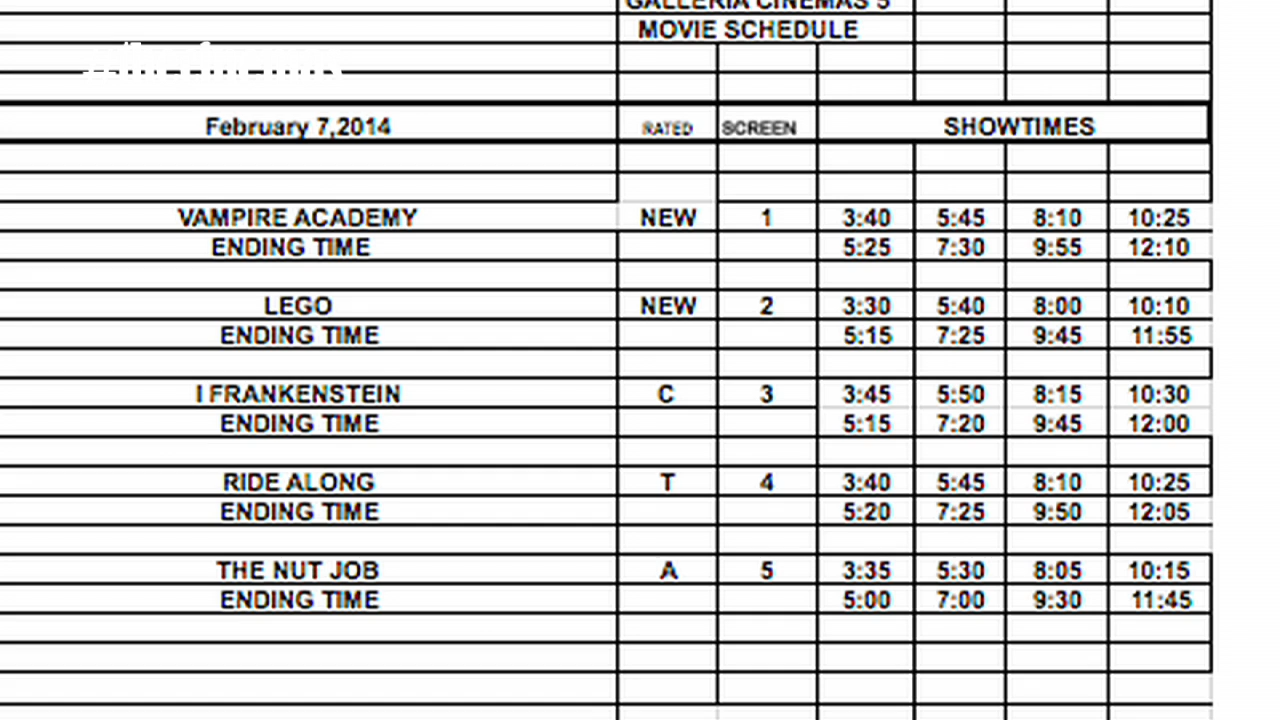 GALLERIA CINEMAS 5
MOVIE SCHEDULE
February 7,2014 RATED SCREEN SHOWTIMES
VAMPIRE ACADEMY NEW 1 3:40 5:45 8:10 10:25
ENDING TIME 5:25 7:30 9:55 12:10
LEGO NEW 2 3:30 5:40 8:00 10:10
ENDING TIME 5:15 7:25 9:45 11:55
I FRANKENSTEIN C 3 3:45 5:50 8:15 10:30
ENDING TIME 5:15 7:20 9:45 12:00
RIDE ALONG T 4 3:40 5:45 8:10 10:25
ENDING TIME 5:20 7:25 9:50 12:05
THE NUT JOB A 5 3:35 5:30 8:05 10:15
ENDING TIME 5:00 7:00 9:30 11:45